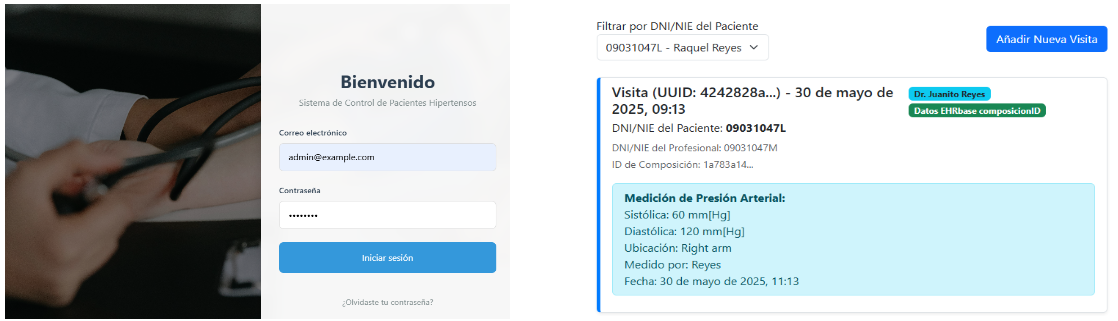 Bienvenido
Sistema de Control de Pacientes Hipertensos
Correo electrónico
admin@example.com
Contraseña
••••••••
Iniciar sesión
¿Olvidaste tu contraseña?
Filtrar por DNI/NIE del Paciente
09031047L - Raquel Reyes
Añadir Nueva Visita
Visita (UUID: 4242828a...) - 30 de mayo de
2025, 09:13
Dr. Juanito Reyes
Datos EHRbase composicionID
DNI/NIE del Paciente: 09031047L
DNI/NIE del Profesional: 09031047M
ID de Composición: 1a783a14...
Medición de Presión Arterial:
Sistólica: 60 mm[Hg]
Diastólica: 120 mm[Hg]
Ubicación: Right arm
Medido por: Reyes
Fecha: 30 de mayo de 2025, 11:13